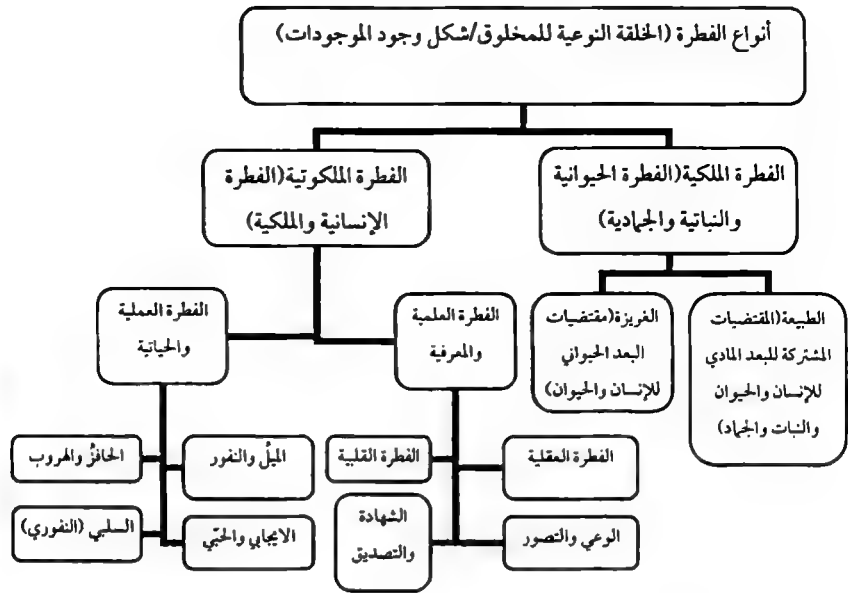 أنواع الفطرة (الخلقة النوعية للمخلوق/شكل وجود الموجودات)
الفطرة الملكية(الفطرة الحيوانية
والنباتية والجمادية)
الفطرة الملكوتية(الفطرة
الإنسانية والملكية)
الطبيعة(المقتضيات
المشتركة للبعد المادي
للإنسان والحيوان
والنبات والجماد)
الغريزة(مقتضيات
البعد الحيواني
للإنسان والحيوان)
الفطرة العلمية
والمعرفية
الفطرة العملية
والحياتية
الفطرة العقلية
الفطرة القلبية
الميلُ والنفور
الحافزُ والهروب
الوعي والتصور
الشهادة
والتصديق
الايجابي والحبّي
السلبي (النفوري)